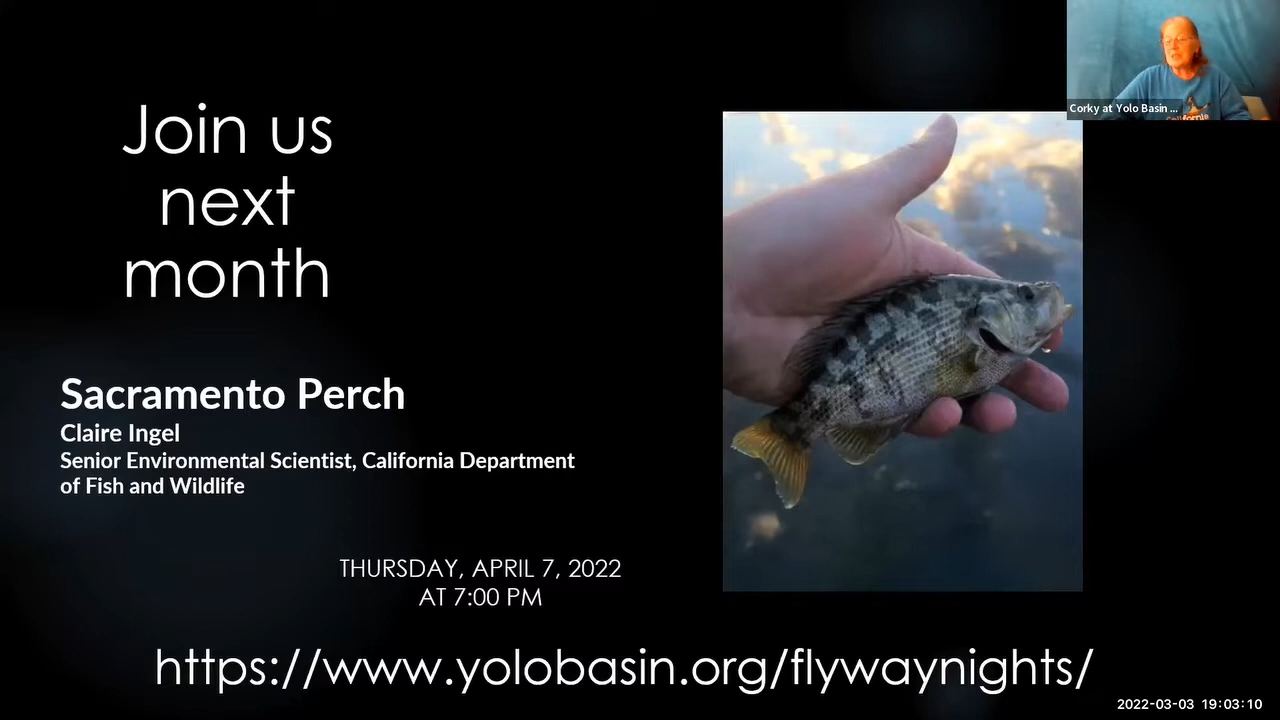 Join us
next
month
Corky at Yolo Basin ...
California
Sacramento Perch
Claire Ingel
Senior Environmental Scientist, California Department
of Fish and Wildlife
THURSDAY, APRIL 7, 2022
AT 7:00 PM
https://www.yolobasin.org/flywaynights/
2022-03-03 19:03:10